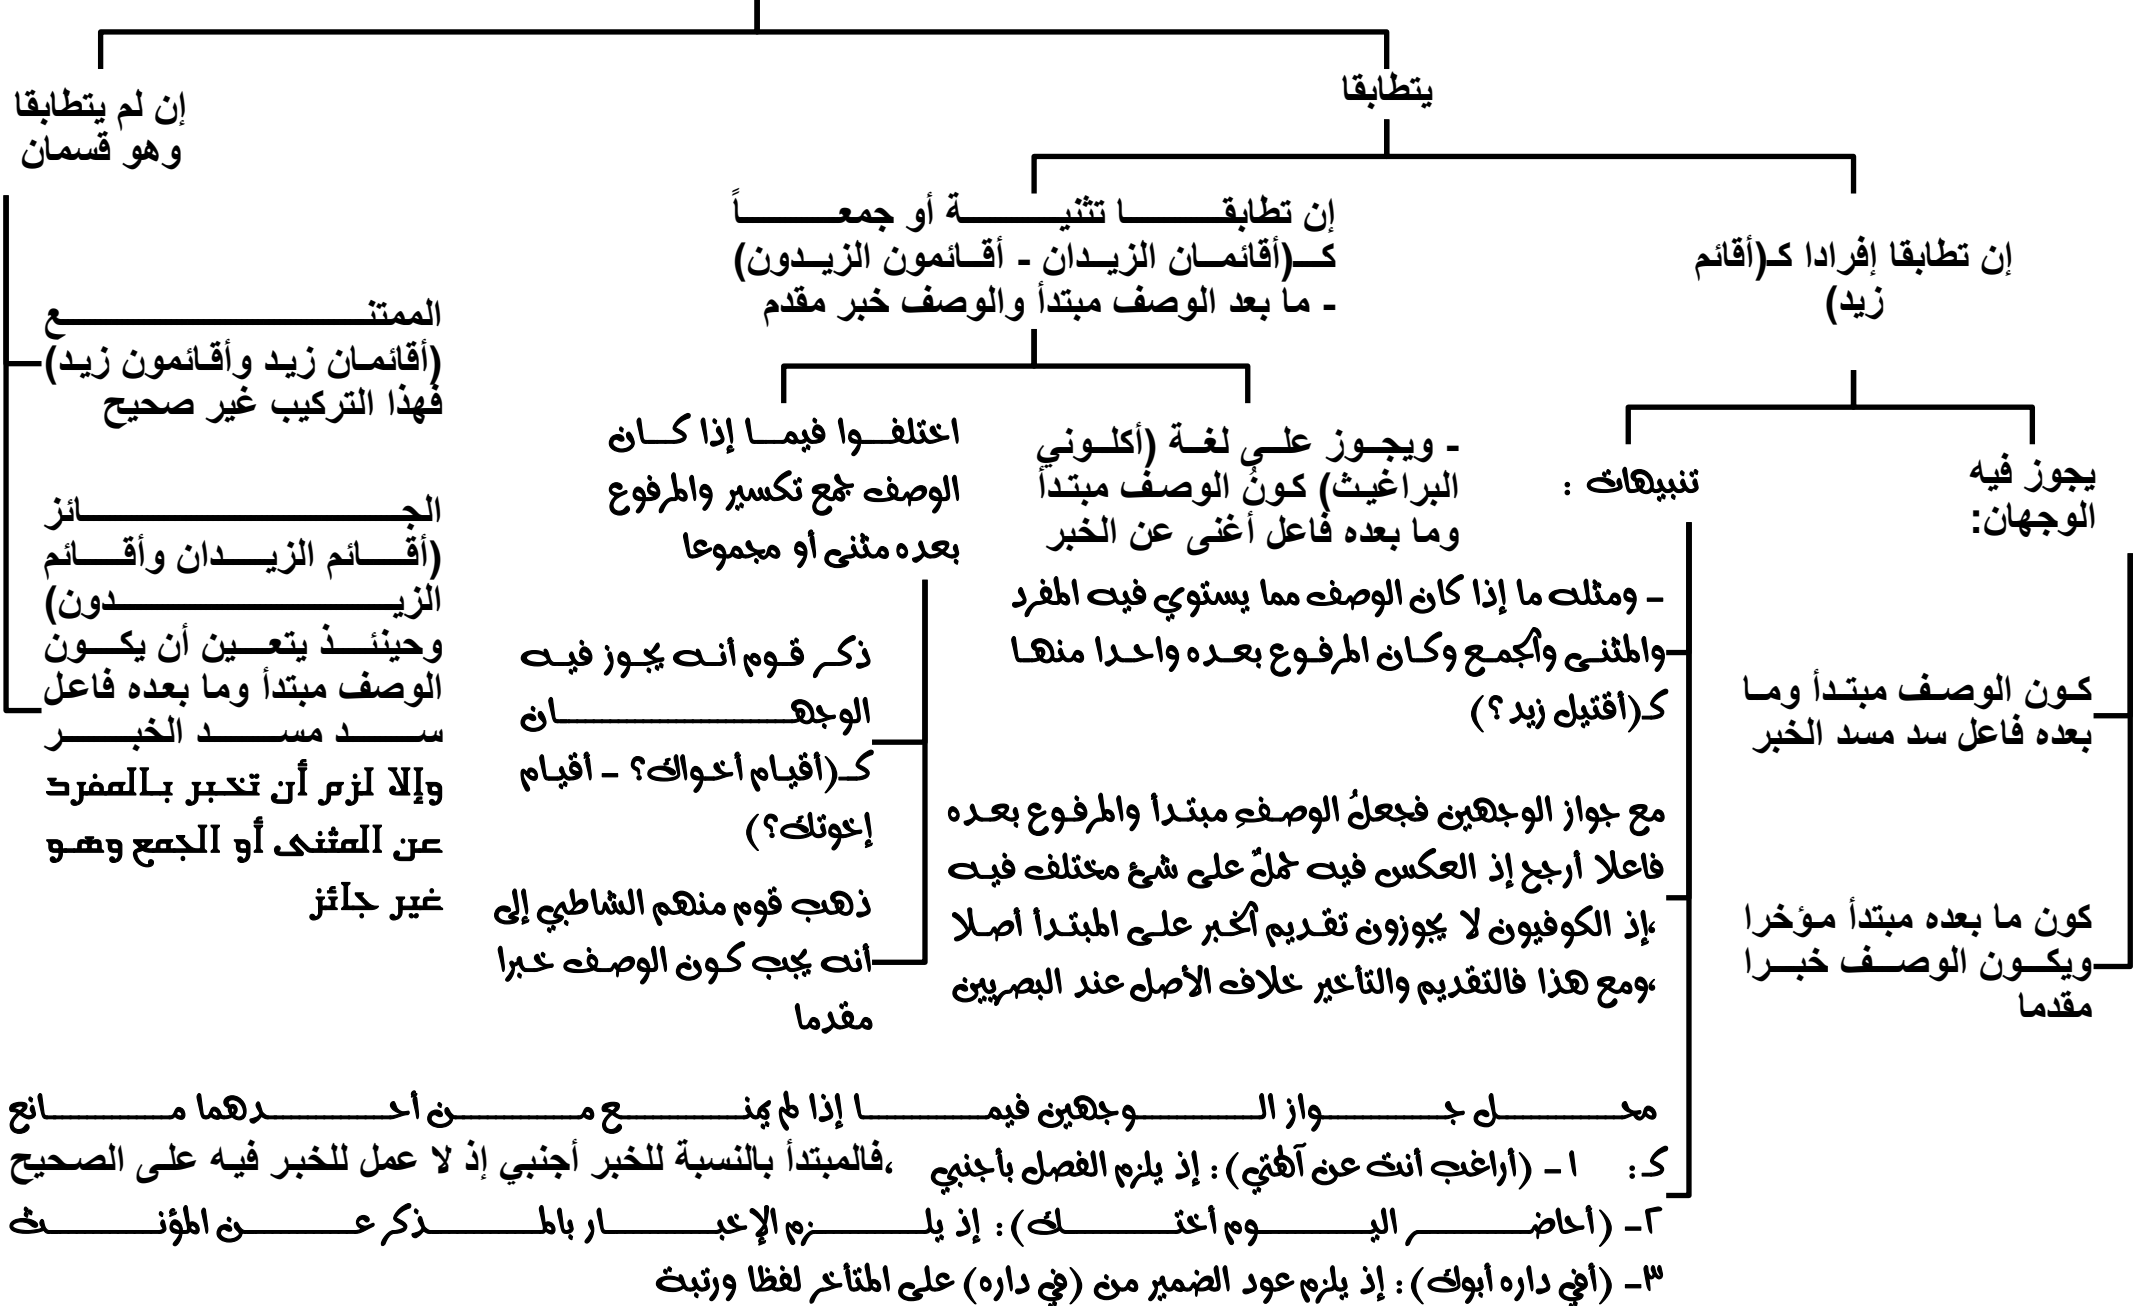 يتطابقا
إن تطابقا إفرادا كـ(أقائم
زيد)
يجوز فيه
الوجهان:
كون الوصف مبتدأ وما
بعده فاعل سد مسد الخبر
كون ما بعده مبتدأ مؤخرا
ويكون الوصف خبرا
مقدما
تنبيهات :
- ومثله ما إذا كان الوصف مما يستوي فيه المفرد
والمثنى والجمع وكان المرفوع بعده واحدا منها
كـ(أقتيل زيد ؟)
مع جواز الوجهين فجعلُ الوصفِ مبتدأ والمرفوع بعده
فاعلا أرجح إذ العكس فيه حملٌ على شئ مختلف فيه
،إذ الكوفيون لا يجوزون تقديم الخبر على المبتدأ أصلا
،ومع هذا فالتقديم والتأخير خلاف الأصل عند البصريين
محل جواز الوجهين فيما إذا لم يمنع من أحدهما مانع
كـ: ١- (أراغب أنت عن آلهتي): إذ يلزم الفصل بأجنبي ،فالمبتدأ بالنسبة للخبر أجنبي إذ لا عمل للخبر فيه على الصحيح
٢- (أحاضر اليوم أختك): إذ يلزم الإخبار بالمذكر عن المؤنث
٣- (أفي داره أبوك): إذ يلزم عود الضمير من (في داره) على المتأخر لفظا ورتبة
إن تطابقا تثنية أو جمعاً
كـ(أقائمان الزيدان - أقائمون الزيدون)
- ما بعد الوصف مبتدأ والوصف خبر مقدم
- ويجوز على لغة (أكلوني
البراغيث) كونُ الوصف مبتدأ
وما بعده فاعل أغنى عن الخبر
اختلفوا فيما إذا كان
الوصف جمع تكسير والمرفوع
بعده مثنى أو مجموعا
ذكر قوم أنه يجوز فيه
الوجهان
كـ(أقيام أخواك؟ - أقيام
إخوتك؟)
ذهب قوم منهم الشاطبي إلى
أنه يجب كون الوصف خبرا
مقدما
إن لم يتطابقا
وهو قسمان
الممتنع
(أقائمان زيد وأقائمون زيد)
فهذا التركيب غير صحيح
الجائز
(أقائم الزيدان وأقائم
الزيدون)
وحينئذ يتعين أن يكون
الوصف مبتدأ وما بعده فاعل
سد مسد الخبر
وإلا لزم أن تخبر بالمفرد
عن المثنى أو الجمع وهو
غير جائز